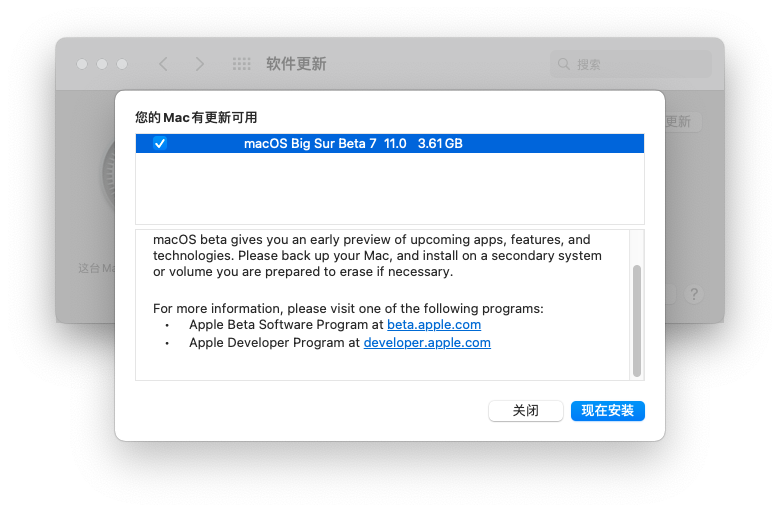 软件更新
搜索
您的 Mac 有更新可用
更新
macOS Big Sur Beta 7 11.0 3.61 GB
macOS beta gives you an early preview of upcoming apps, features, and
technologies. Please back up your Mac, and install on a secondary system
or volume you are prepared to erase if necessary.
这台 Ma
For more information, please visit one of the following programs:
?
• Apple Beta Software Program at beta.apple.com
• Apple Developer Program at developer.apple.com
关闭 现在安装